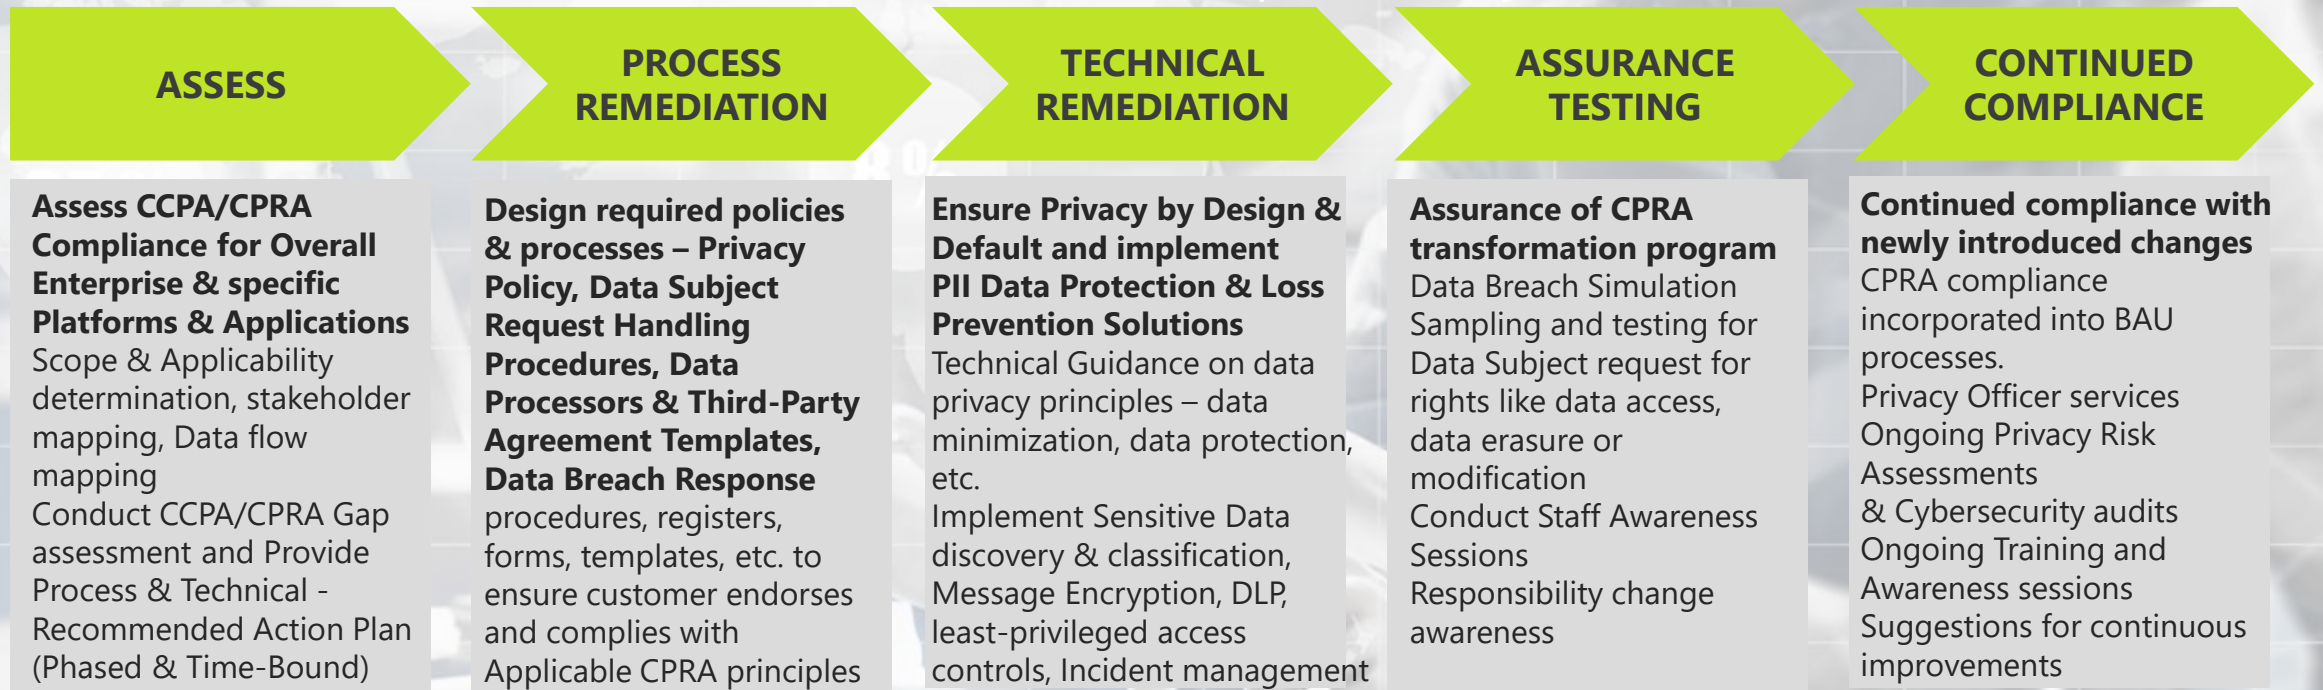 ASSESS
PROCESS
REMEDIATION
TECHNICAL
REMEDIATION
ASSURANCE
TESTING
CONTINUED
COMPLIANCE
Assess CCPA/CPRA
Compliance for Overall
Enterprise & specific
Platforms & Applications
Scope & Applicability
determination, stakeholder
mapping, Data flow
mapping
Conduct CCPA/CPRA Gap
assessment and Provide
Process & Technical -
Recommended Action Plan
(Phased & Time-Bound)
Design required policies
& processes – Privacy
Policy, Data Subject
Request Handling
Procedures, Data
Processors & Third-Party
Agreement Templates,
Data Breach Response
procedures, registers,
forms, templates, etc. to
ensure customer endorses
and complies with
Applicable CPRA principles
Ensure Privacy by Design &
Default and implement
PII Data Protection & Loss
Prevention Solutions
Technical Guidance on data
privacy principles – data
minimization, data protection,
etc.
Implement Sensitive Data
discovery & classification,
Message Encryption, DLP,
least-privileged access
controls, Incident management
Assurance of CPRA
transformation program
Data Breach Simulation
Sampling and testing for
Data Subject request for
rights like data access,
data erasure or
modification
Conduct Staff Awareness
Sessions
Responsibility change
awareness
Continued compliance with
newly introduced changes
CPRA compliance
incorporated into BAU
processes.
Privacy Officer services
Ongoing Privacy Risk
Assessments
& Cybersecurity audits
Ongoing Training and
Awareness sessions
Suggestions for continuous
improvements